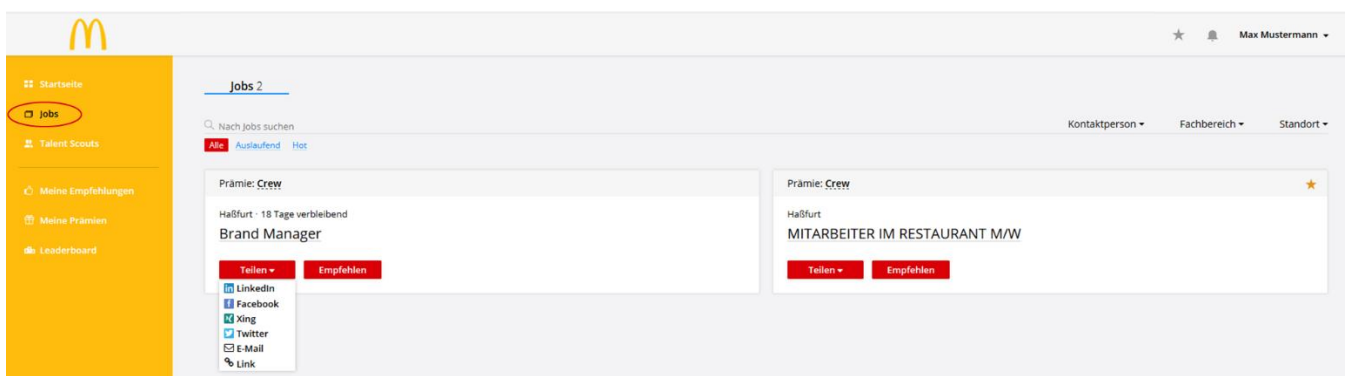 Max Mustermann
Startseite
Jobs
Talent Scouts
Meine Empfehlungen
Meine Prämien
Leaderboard
Jobs 2
Nach Jobs suchen
Kontaktperson
Fachbereich
Standort
Alle Auslaufend Hot
Prämie: Crew
Haßfurt · 18 Tage verbleibend
Brand Manager
Teilen Empfehlen
LinkedIn
Facebook
Xing
Twitter
E-Mail
Link
Prämie: Crew
Haßfurt
MITARBEITER IM RESTAURANT M/W
Teilen Empfehlen